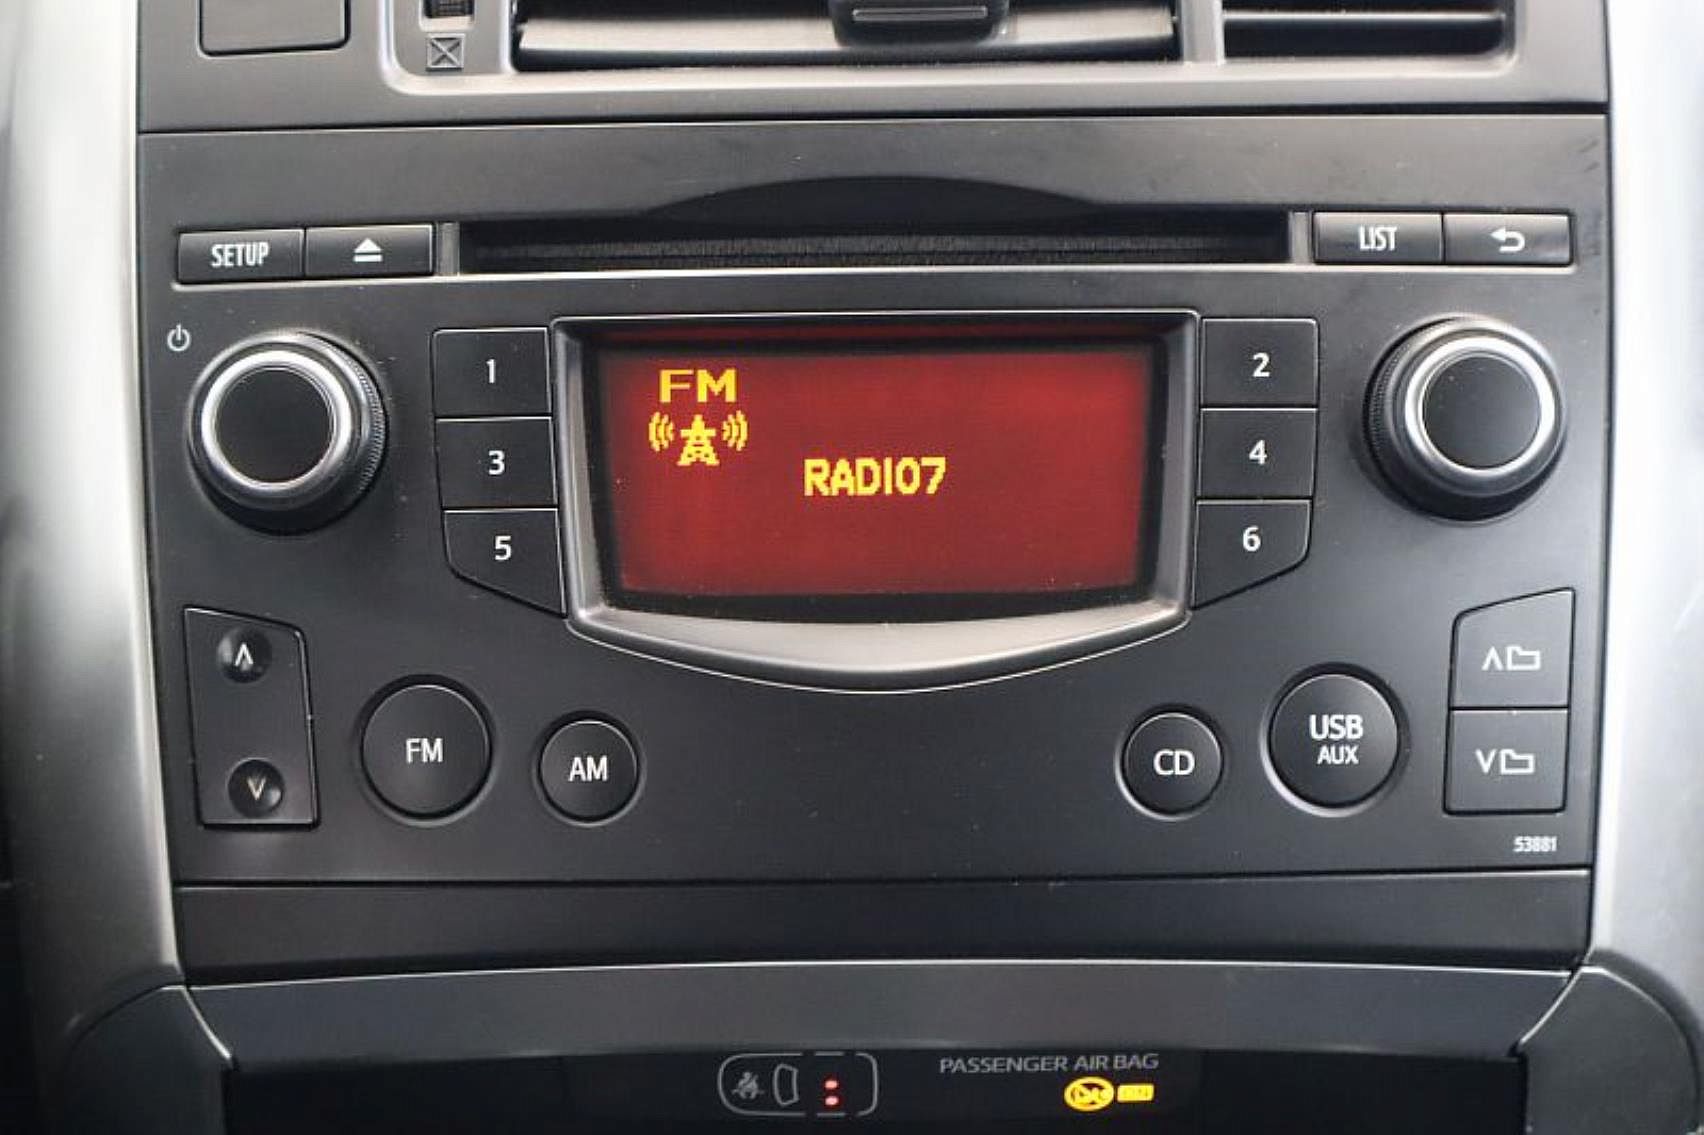 SETUP
LIST
1
2
FM
3
4
RADIO7
5
6
FM
AM
CD
USB
AUX
53881
PASSENGER AIR BAG